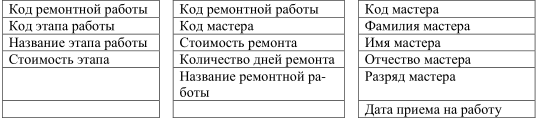 Код ремонтной работы
Код этапа работы
Название этапа работы
Стоимость этапа
Код ремонтной работы
Код мастера
Стоимость ремонта
Количество дней ремонта
Название ремонтной ра-
боты
Код мастера
Фамилия мастера
Имя мастера
Отчество мастера
Разряд мастера
Дата приема на работу